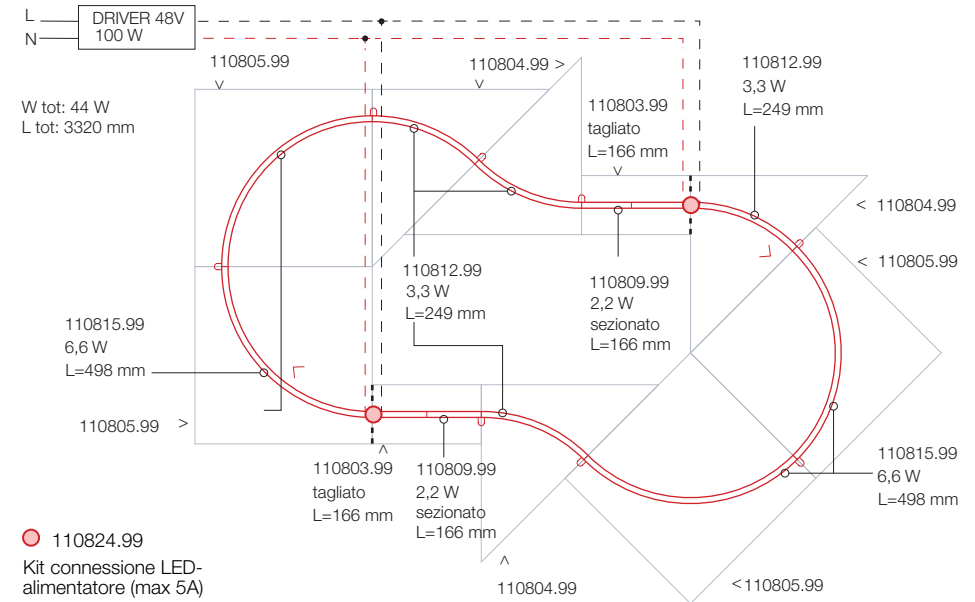 L
DRIVER 48V
100 W
N
110805.99
110804.99 >
110812.99
3,3 W
L=249 mm
W tot: 44 W
L tot: 3320 mm
110803.99
tagliato
L=166 mm
< 110804.99
< 110805.99
110812.99
3,3 W
L=249 mm
110809.99
2,2 W
sezionato
L=166 mm
110815.99
6,6 W
L=498 mm
110805.99 >
110803.99
tagliato
L=166 mm
110809.99
2,2 W
sezionato
L=166 mm
110815.99
6,6 W
L=498 mm
110824.99
Kit connessione LED-
alimentatore (max 5A)
110804.99
<110805.99